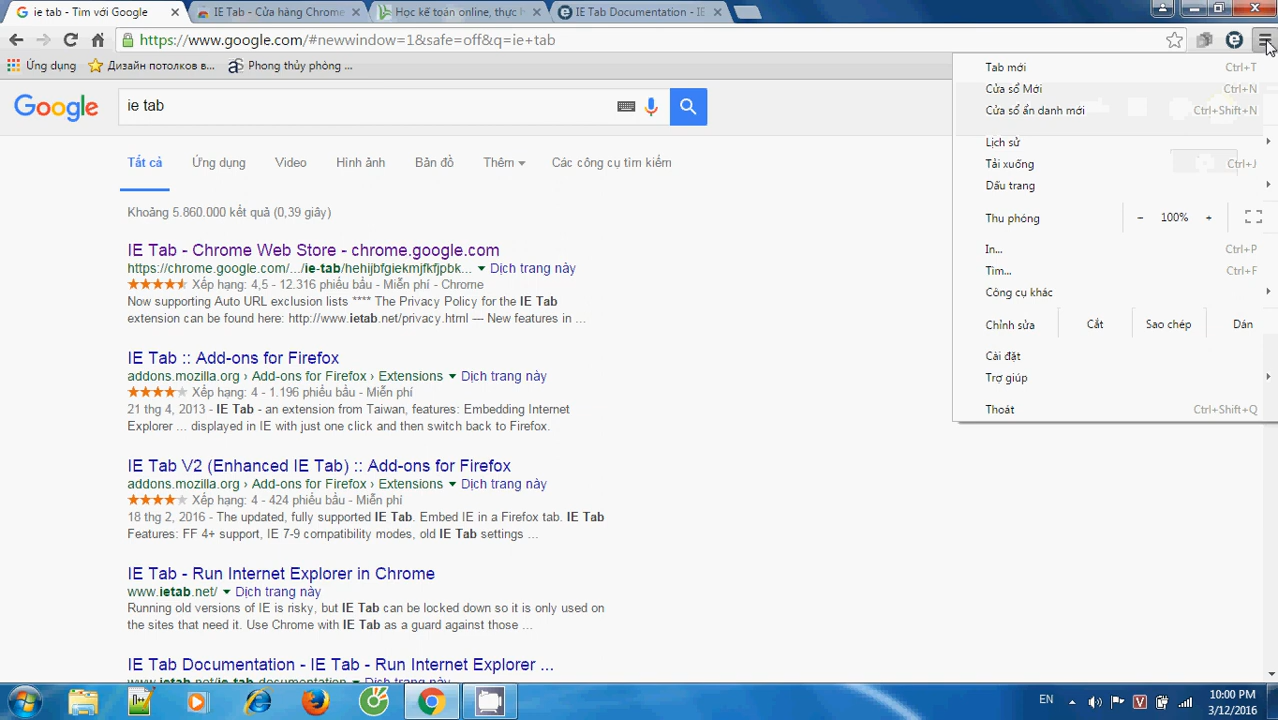 ie tab - Tìm với Google
IE Tab - Cửa hàng Chrome
Học kế toán online, thực h
IE Tab Documentation - IE
https://www.google.com/#newwindow=1&safe=off&q=ie+tab
Ứng dụng
Дизайн потолков в...
Phong thủy phòng ...
Google
ie tab
Tất cả
Ứng dụng
Video
Hình ảnh
Bản đồ
Thêm
Các công cụ tìm kiếm
Khoảng 5.860.000 kết quả (0,39 giây)
IE Tab - Chrome Web Store - chrome.google.com
https://chrome.google.com/.../ie-tab/hehijbfgiekmjfkfjpbk... Dịch trang này
Xếp hạng: 4,5 - 12.316 phiếu bầu - Miễn phí - Chrome
Now supporting Auto URL exclusion lists **** The Privacy Policy for the IE Tab
extension can be found here: http://www.ietab.net/privacy.html --- New features in ...
IE Tab :: Add-ons for Firefox
addons.mozilla.org › Add-ons for Firefox › Extensions Dịch trang này
Xếp hạng: 4 - 1.196 phiếu bầu - Miễn phí
21 thg 4, 2013 - IE Tab - an extension from Taiwan, features: Embedding Internet
Explorer ... displayed in IE with just one click and then switch back to Firefox.
IE Tab V2 (Enhanced IE Tab) :: Add-ons for Firefox
addons.mozilla.org › Add-ons for Firefox › Extensions Dịch trang này
Xếp hạng: 4 - 424 phiếu bầu - Miễn phí
18 thg 2, 2016 - The updated, fully supported IE Tab. Embed IE in a Firefox tab. IE Tab
Features: FF 4+ support, IE 7-9 compatibility modes, old IE Tab settings ...
IE Tab - Run Internet Explorer in Chrome
www.ietab.net/ Dịch trang này
Running old versions of IE is risky, but IE Tab can be locked down so it is only used on
the sites that need it. Use Chrome with IE Tab as a guard against those ...
IE Tab Documentation - IE Tab - Run Internet Explorer ...
www.ietab.net/ie-tab-documentation Dịch trang này
Tab mới Ctrl+T
Cửa sổ Mới Ctrl+N
Cửa sổ ẩn danh mới Ctrl+Shift+N
Lịch sử
Tải xuống Ctrl+J
Dấu trang
Thu phóng - 100% +
In... Ctrl+P
Tìm... Ctrl+F
Công cụ khác
Chỉnh sửa Cắt Sao chép Dán
Cài đặt
Trợ giúp
Thoát Ctrl+Shift+Q
EN
10:00 PM
3/12/2016